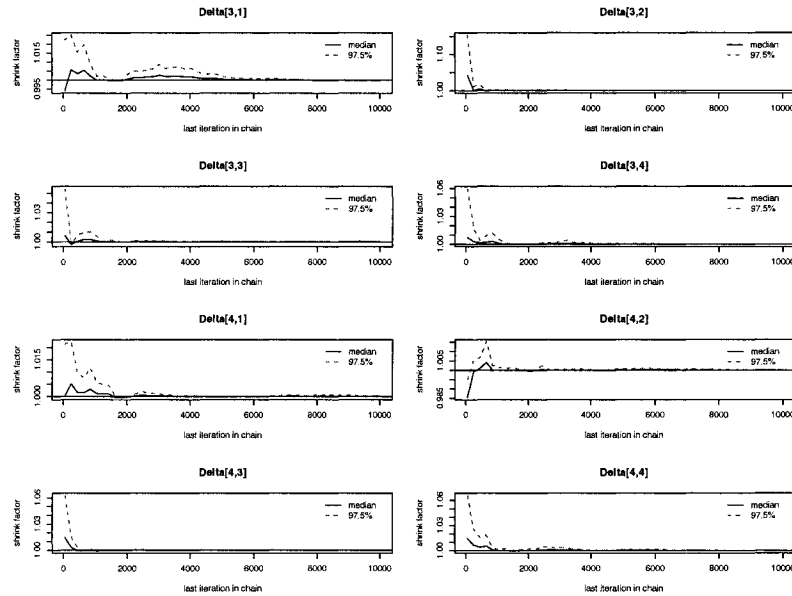 Delta[3,1]
shrink factor
0.995 1.015
median
97.5%
0 2000 4000 6000 8000 10000
last iteration in chain
Delta[3,2]
shrink factor
1.00 1.10
median
97.5%
0 2000 4000 6000 8000 10000
last iteration in chain
Delta[3,3]
shrink factor
1.00 1.03
median
97.5%
0 2000 4000 6000 8000 10000
last iteration in chain
Delta[3,4]
shrink factor
1.00 1.03 1.06
median
97.5%
0 2000 4000 6000 8000 10000
last iteration in chain
Delta[4,1]
shrink factor
1.000 1.015
median
97.5%
0 2000 4000 6000 8000 10000
last iteration in chain
Delta[4,2]
shrink factor
0.985 1.005
median
97.5%
0 2000 4000 6000 8000 10000
last iteration in chain
Delta[4,3]
shrink factor
1.00 1.03 1.06
median
97.5%
0 2000 4000 6000 8000 10000
last iteration in chain
Delta[4,4]
shrink factor
1.00 1.03 1.06
median
97.5%
0 2000 4000 6000 8000 10000
last iteration in chain